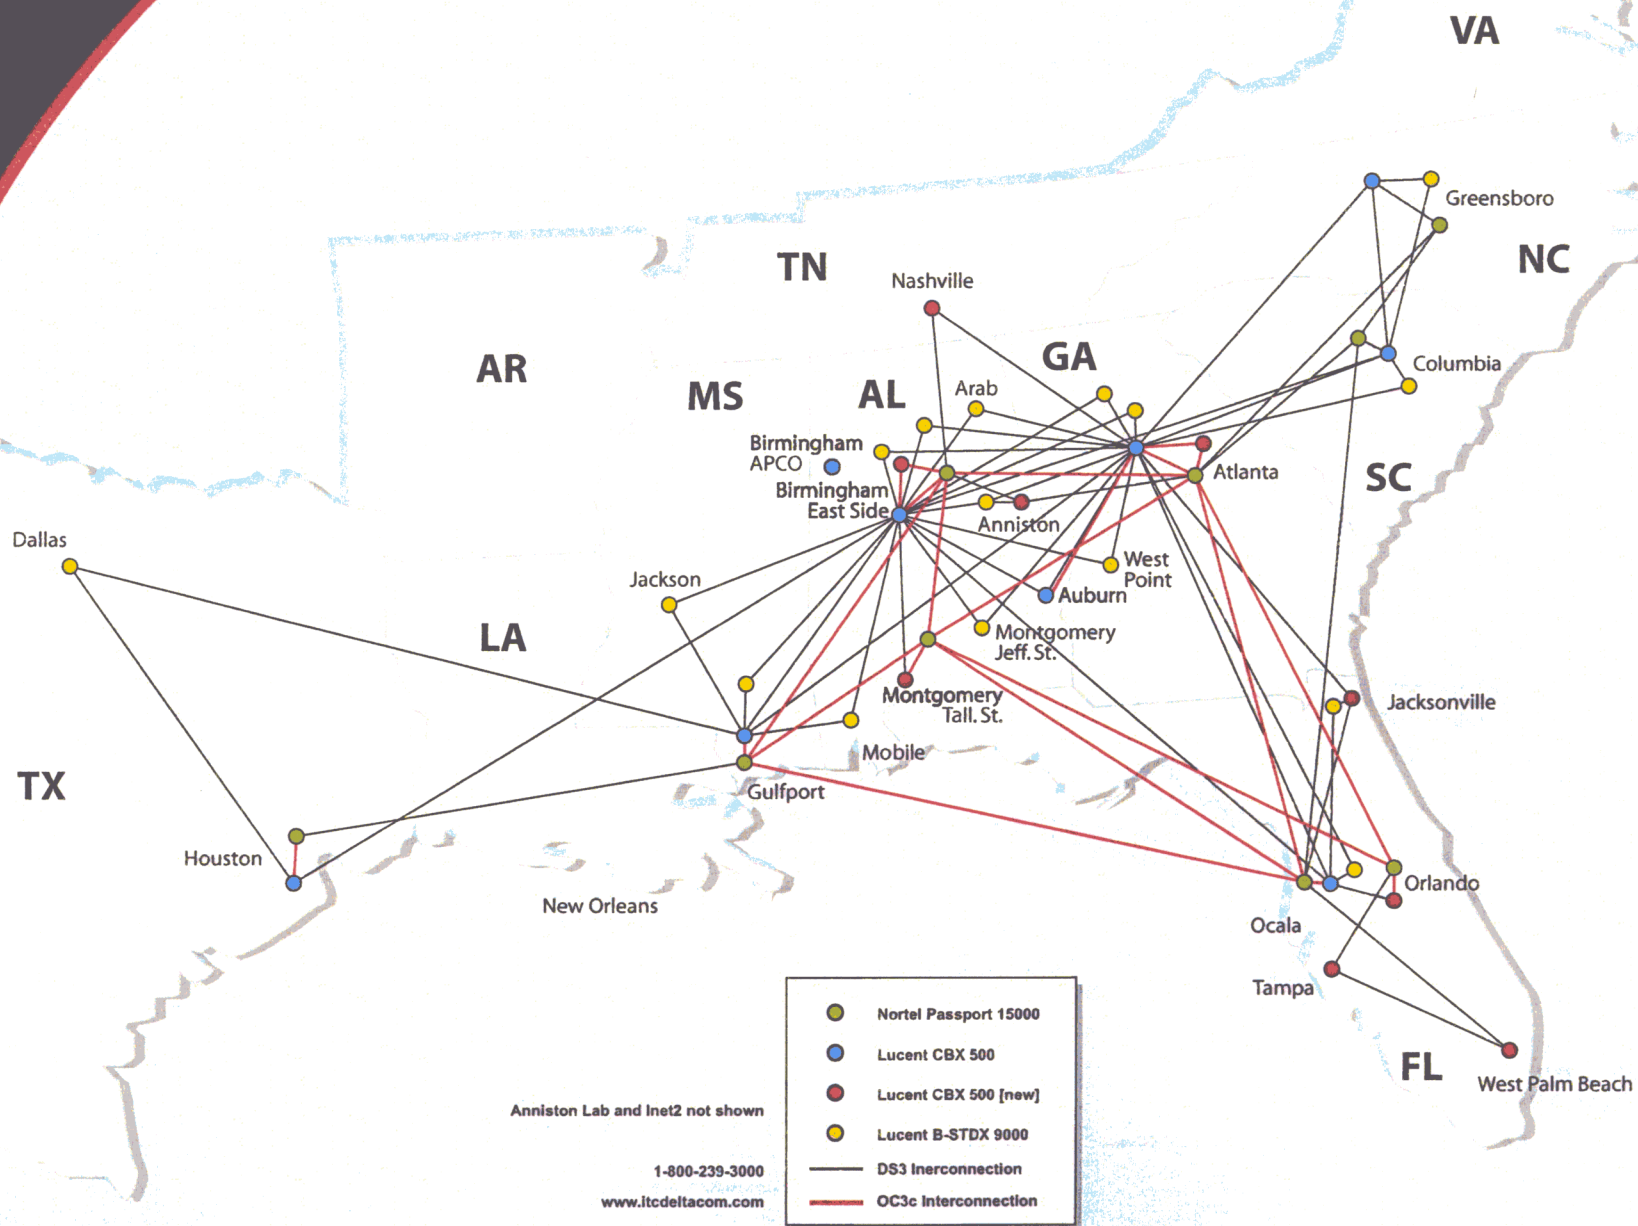 VA
Greensboro
NC
TN
Nashville
GA
AR
Columbia
MS
AL
Arab
Birmingham
APCO
Atlanta
SC
Birmingham
East Side
Anniston
Dallas
West
Point
Jackson
Auburn
LA
Montgomery
Jeff. St.
Montgomery
Tall. St.
Jacksonville
Mobile
TX
Gulfport
Houston
Orlando
New Orleans
Ocala
Tampa
FL
West Palm Beach
Nortel Passport 15000
Lucent CBX 500
Lucent CBX 500 [new]
Lucent B-STDX 9000
DS3 Inerconnection
OC3c Interconnection
Anniston Lab and Inet2 not shown
1-800-239-3000
www.itcdeltacom.com